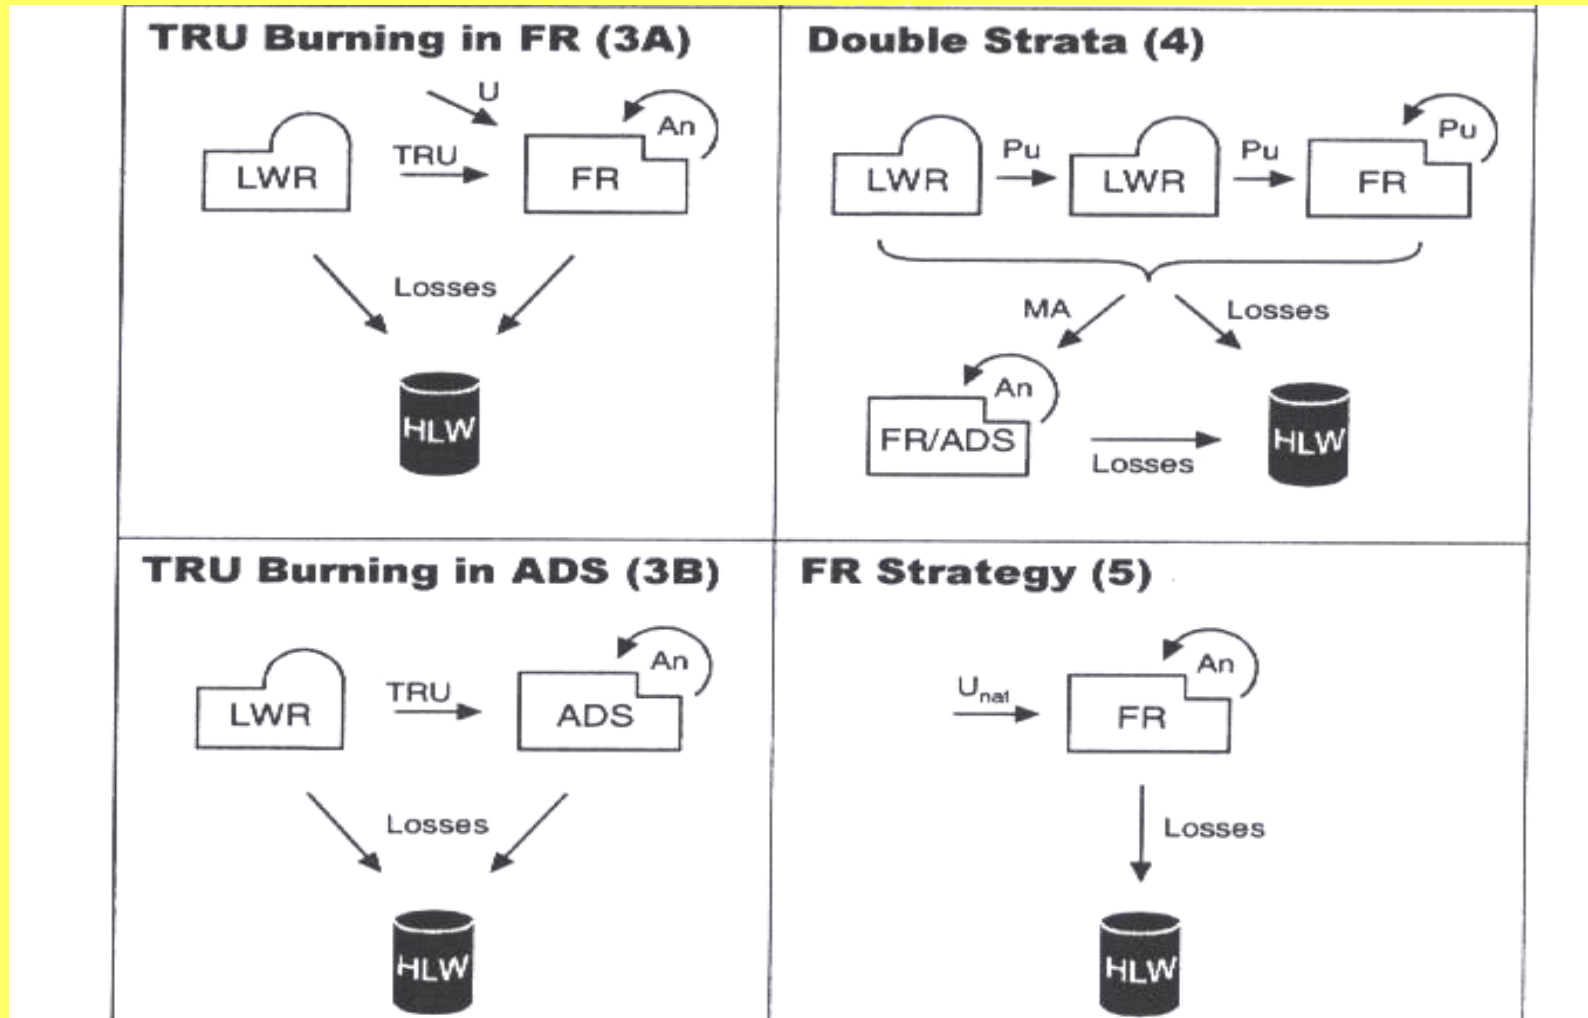 TRU Burning in FR (3A)
U
An
TRU
LWR
FR
Losses
HLW
Double Strata (4)
Pu
Pu
Pu
LWR
LWR
FR
MA
Losses
An
FR/ADS
Losses
HLW
TRU Burning in ADS (3B)
An
TRU
LWR
ADS
Losses
HLW
FR Strategy (5)
An
Unat
FR
Losses
HLW